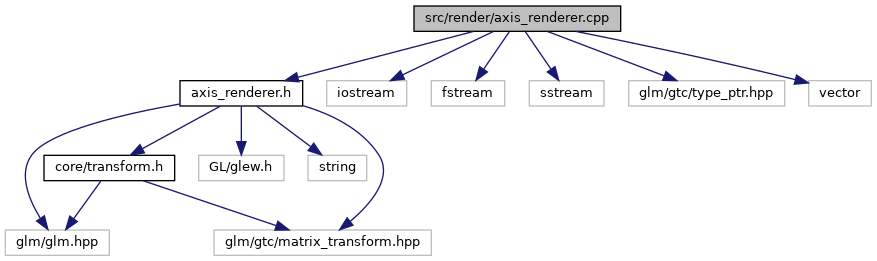 src/render/axis_renderer.cpp
axis_renderer.h
iostream
fstream
sstream
glm/gtc/type_ptr.hpp
vector
core/transform.h
GL/glew.h
string
glm/glm.hpp
glm/gtc/matrix_transform.hpp